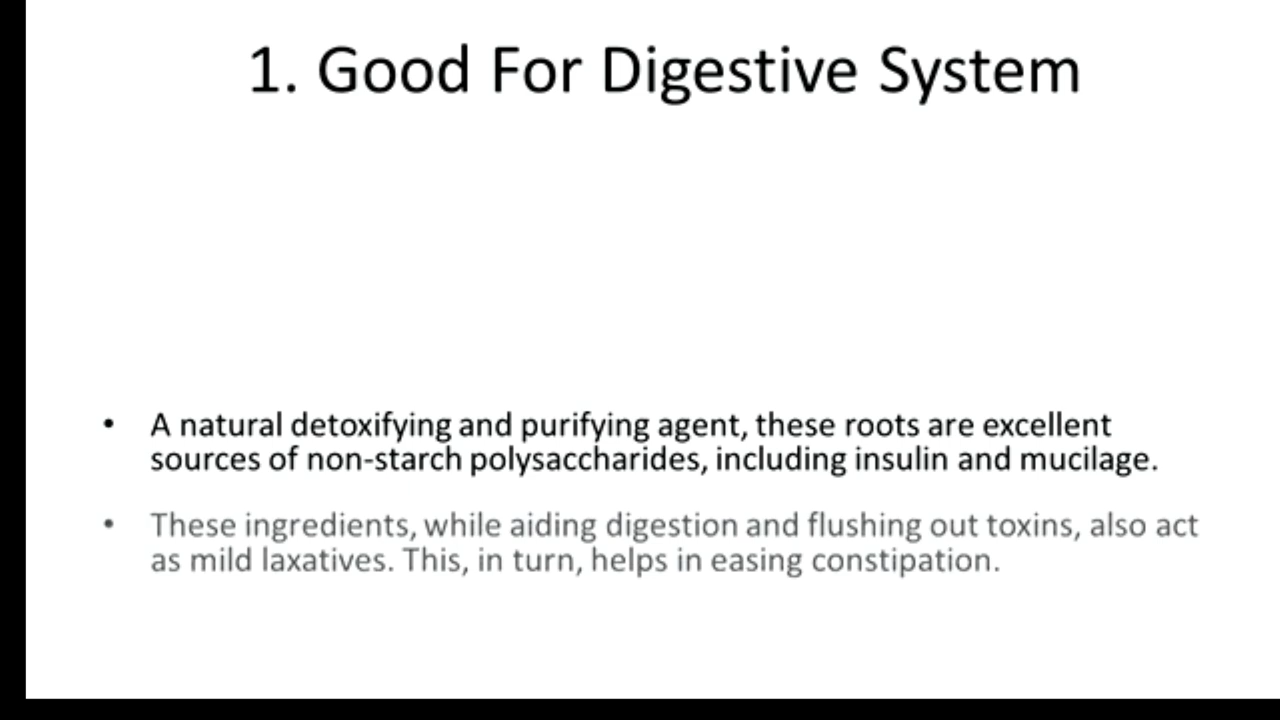 1. Good For Digestive System
• A natural detoxifying and purifying agent, these roots are excellent
sources of non-starch polysaccharides, including insulin and mucilage.
• These ingredients, while aiding digestion and flushing out toxins, also act
as mild laxatives. This, in turn, helps in easing constipation.